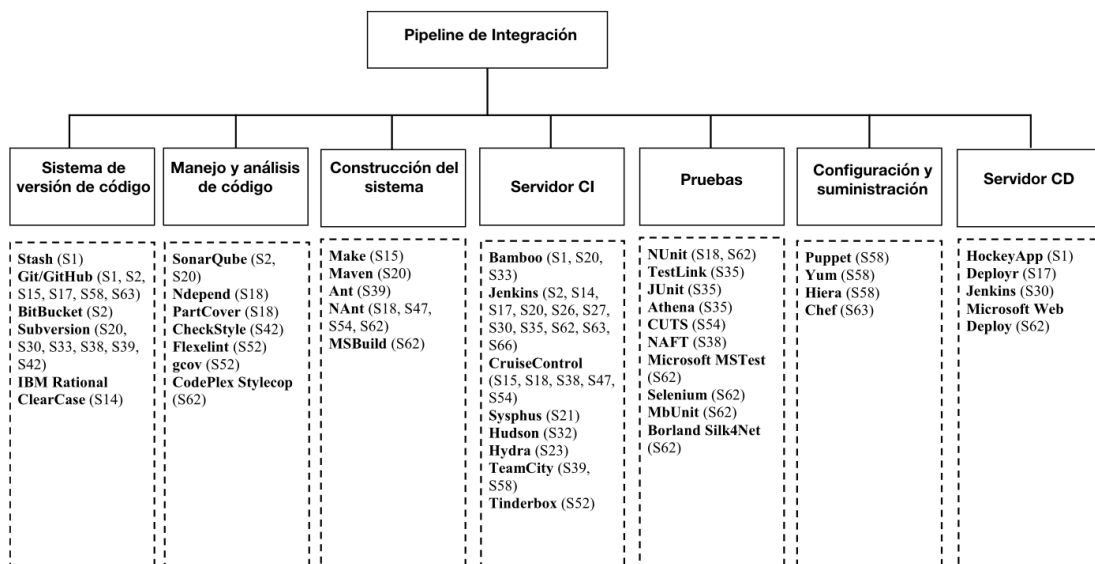 Pipeline de Integración
Sistema de
versión de código
Manejo y análisis
de código
Construcción del
sistema
Servidor CI
Pruebas
Configuración y
suministración
Servidor CD
Stash (S1)
Git/GitHub (S1, S2,
S15, S17, S58, S63)
BitBucket (S2)
Subversion (S20,
S30, S33, S38, S39,
S42)
IBM Rational
ClearCase (S14)
SonarQube (S2,
S20)
Ndepend (S18)
PartCover (S18)
CheckStyle (S42)
Flexelint (S52)
gcov (S52)
CodePlex Stylecop
(S62)
Make (S15)
Maven (S20)
Ant (S39)
NAnt (S18, S47,
S54, S62)
MSBuild (S62)
Bamboo (S1, S20,
S33)
Jenkins (S2, S14,
S17, S20, S26, S27,
S30, S35, S62, S63,
S66)
CruiseControl
(S15, S18, S38, S47,
S54)
Sysphus (S21)
Hudson (S32)
Hydra (S23)
TeamCity (S39,
S58)
Tinderbox (S52)
NUnit (S18, S62)
TestLink (S35)
JUnit (S35)
Athena (S35)
CUTS (S54)
NAFT (S38)
Microsoft MSTest
(S62)
Selenium (S62)
MbUnit (S62)
Borland Silk4Net
(S62)
Puppet (S58)
Yum (S58)
Hiera (S58)
Chef (S63)
HockeyApp (S1)
Deployr (S17)
Jenkins (S30)
Microsoft Web
Deploy (S62)